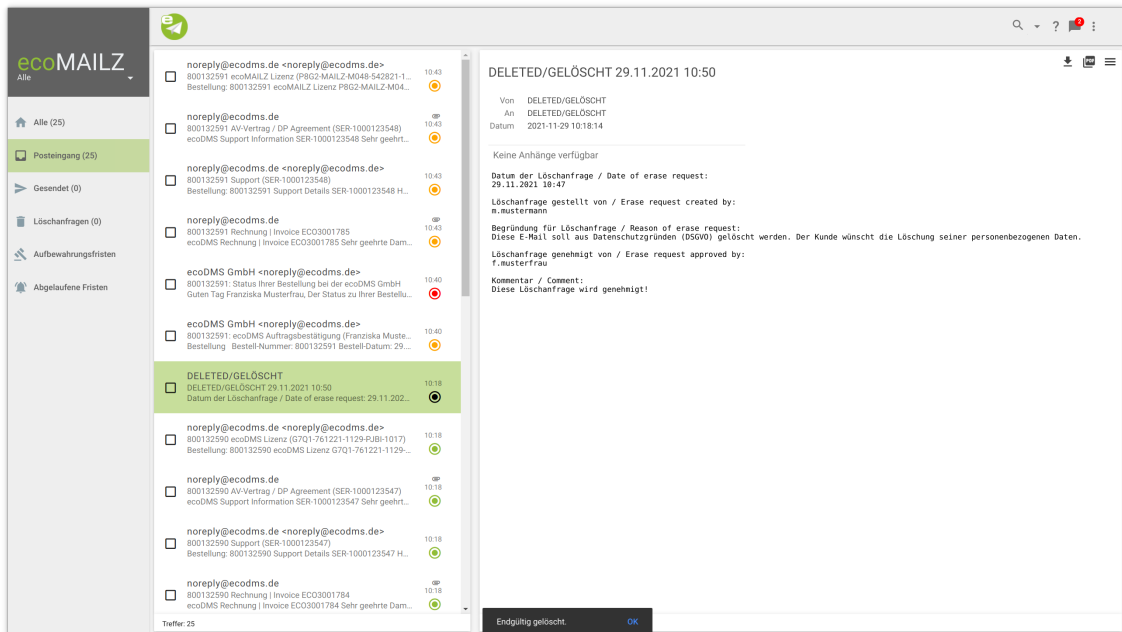 ecoMAILZ
Alle
Alle (25)
Posteingang (25)
Gesendet (0)
Löschanfragen (0)
Aufbewahrungsfristen
Abgelaufene Fristen
e
?
2
noreply@ecodms.de <noreply@ecodms.de>
800132591 ecoMAILZ Lizenz (P8G2-MAILZ-M048-542821-1...
Bestellung: 800132591 ecoMAILZ Lizenz P8G2-MAILZ-M04...
10:43
noreply@ecodms.de
800132591 AV-Vertrag / DP Agreement (SER-1000123548)
ecoDMS Support Information SER-1000123548 Sehr geehrt...
10:43
noreply@ecodms.de <noreply@ecodms.de>
800132591 Support (SER-1000123548)
Bestellung: 800132591 Support Details SER-1000123548 H...
10:43
noreply@ecodms.de
800132591 Rechnung | Invoice ECO3001785
ecoDMS Rechnung | Invoice ECO3001785 Sehr geehrte Dam...
10:43
ecoDMS GmbH <noreply@ecodms.de>
800132591: Status Ihrer Bestellung bei der ecoDMS GmbH
Guten Tag Franziska Musterfrau, Der Status zu Ihrer Bestellu...
10:40
ecoDMS GmbH <noreply@ecodms.de>
800132591: ecoDMS Auftragsbestätigung (Franziska Muste...
Bestellung Bestell-Nummer: 800132591 Bestell-Datum: 29....
10:40
DELETED/GELÖSCHT
DELETED/GELÖSCHT 29.11.2021 10:50
Datum der Löschanfrage / Date of erase request: 29.11.202...
10:18
noreply@ecodms.de <noreply@ecodms.de>
800132590 ecoDMS Lizenz (G7Q1-761221-1129-PJBI-1017)
Bestellung: 800132590 ecoDMS Lizenz G7Q1-761221-1129-...
10:18
noreply@ecodms.de
800132590 AV-Vertrag / DP Agreement (SER-1000123547)
ecoDMS Support Information SER-1000123547 Sehr geehrt...
10:18
noreply@ecodms.de <noreply@ecodms.de>
800132590 Support (SER-1000123547)
Bestellung: 800132590 Support Details SER-1000123547 H...
10:18
noreply@ecodms.de
800132590 Rechnung | Invoice ECO3001784
ecoDMS Rechnung | Invoice ECO3001784 Sehr geehrte Dam...
10:18
Treffer: 25
DELETED/GELÖSCHT 29.11.2021 10:50
PDF
Von DELETED/GELÖSCHT
An DELETED/GELÖSCHT
Datum 2021-11-29 10:18:14
Keine Anhänge verfügbar
Datum der Löschanfrage / Date of erase request:
29.11.2021 10:47
Löschanfrage gestellt von / Erase request created by:
m.mustermann
Begründung für Löschanfrage / Reason of erase request:
Diese E-Mail soll aus Datenschutzgründen (DSGVO) gelöscht werden. Der Kunde wünscht die Löschung seiner personenbezogenen Daten.
Löschanfrage genehmigt von / Erase request approved by:
f.musterfrau
Kommentar / Comment:
Diese Löschanfrage wird genehmigt!
Endgültig gelöscht. OK